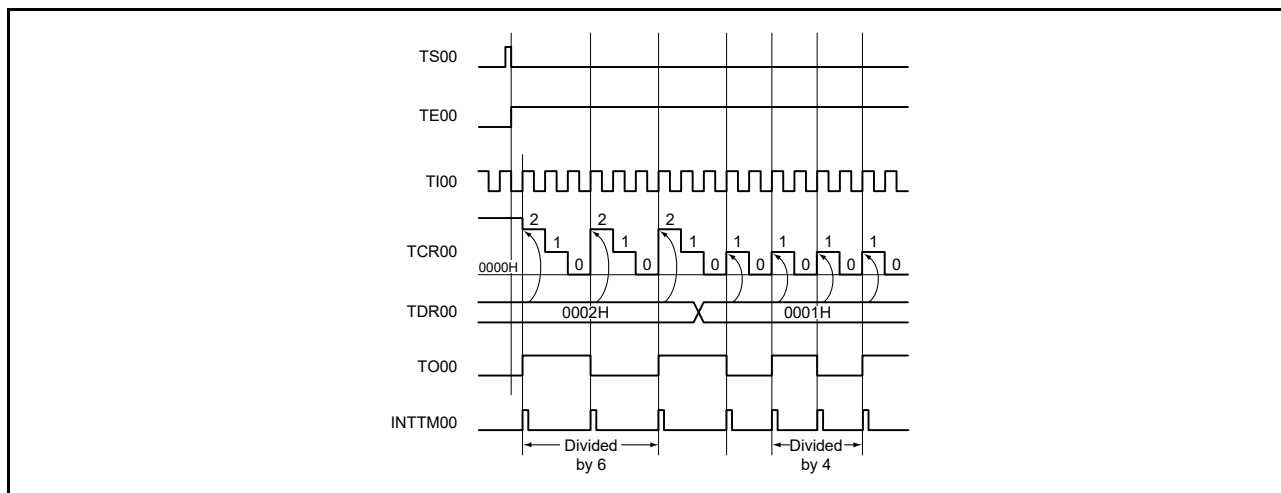 TS00
TE00
TI00
TCR00
2 2 2
1 1 1 1 1 1 1
0 0 0 0 0 0 0
0000H
TDR00
0002H 0001H
TO00
INTTM00
Divided by 6
Divided by 4